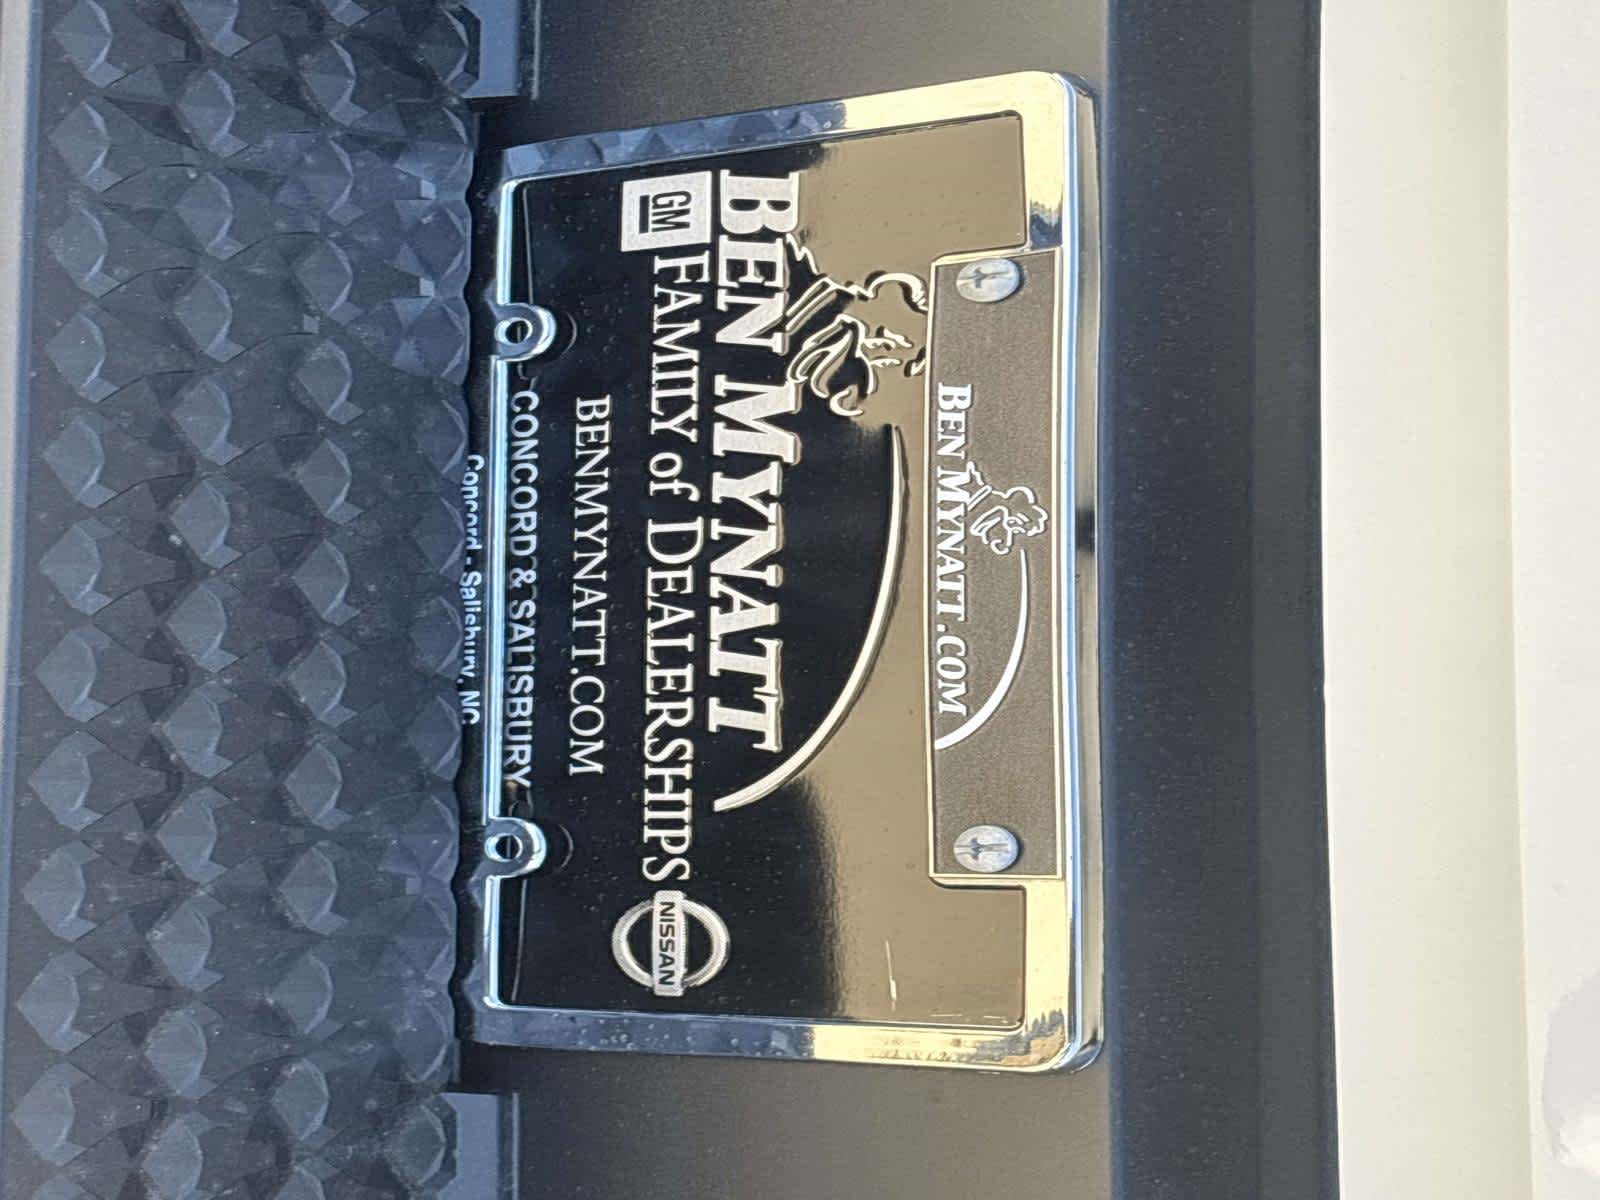 BEN MYNATT.COM
BEN MYNATT
GM FAMILY of DEALERSHIPS NISSAN
BENMYNATT.COM
CONCORD & SALISBURY
Concord - Salisbury, NC